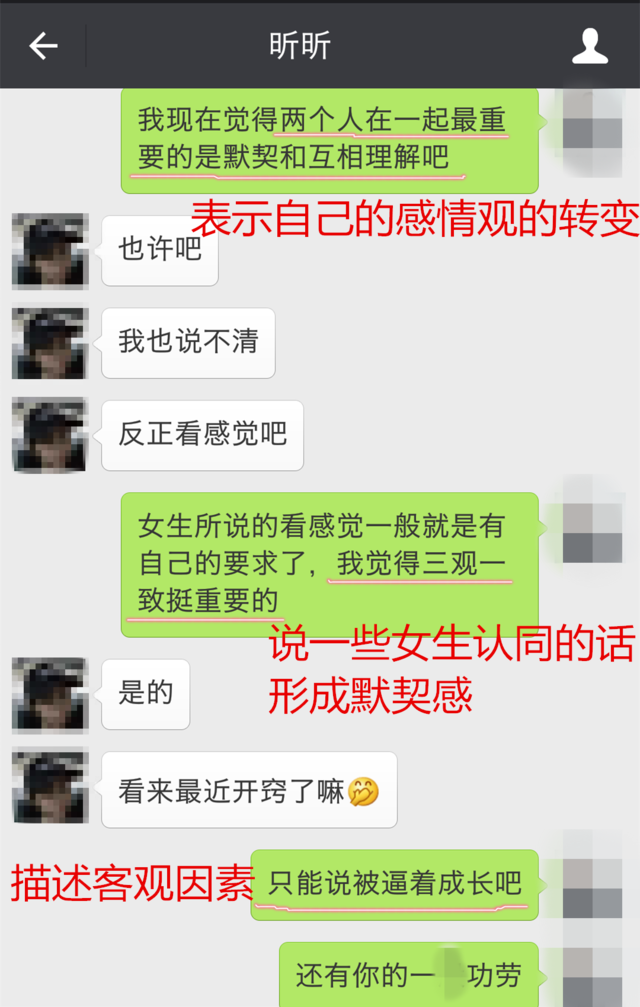 昕昕
我现在觉得两个人在一起最重
要的是默契和互相理解吧
表示自己的感情观的转变
也许吧
我也说不清
反正看感觉吧
女生所说的看感觉一般就是有
自己的要求了，我觉得三观一
致挺重要的
说一些女生认同的话
形成默契感
是的
看来最近开窍了嘛🤭
描述客观因素
只能说被逼着成长吧
还有你的一 功劳